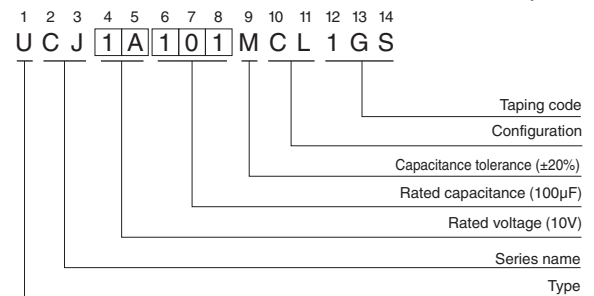 1 2 3 4 5 6 7 8 9 10 11 12 13 14
U C J 1 A 1 0 1 M C L 1 G S
Taping code
Configuration
Capacitance tolerance (±20%)
Rated capacitance (100µF)
Rated voltage (10V)
Series name
Type